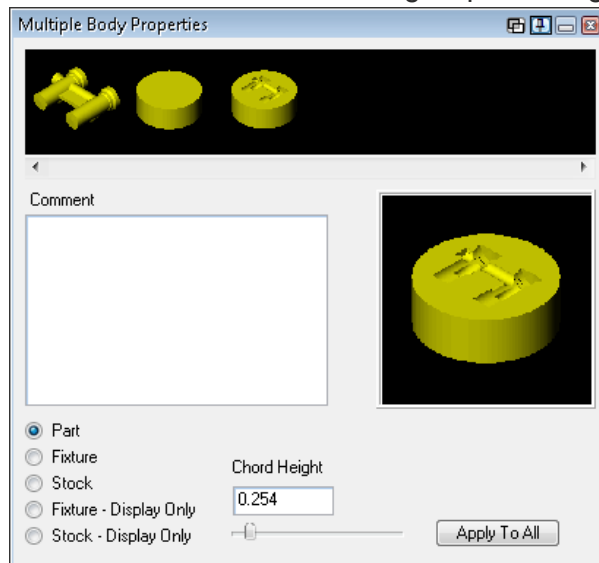 Multiple Body Properties
Comment
Part
Fixture
Stock
Fixture - Display Only
Stock - Display Only
Chord Height
0.254
Apply To All